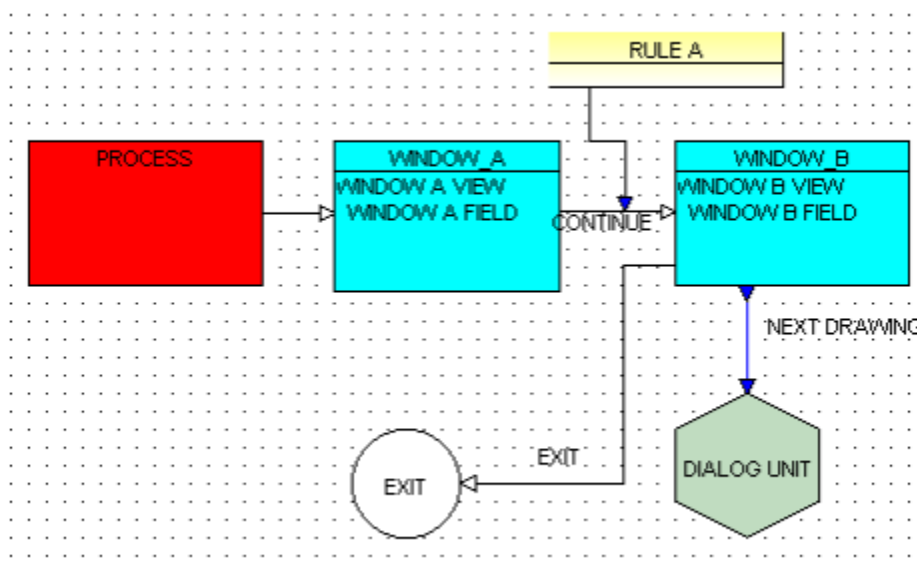 RULE A
PROCESS
WINDOW_A
WINDOW_B
WINDOW A VIEW
WINDOW B VIEW
WINDOW A FIELD
WINDOW B FIELD
CONTINUE
NEXT DRAWING
EXIT
DIALOG UNIT
EXIT